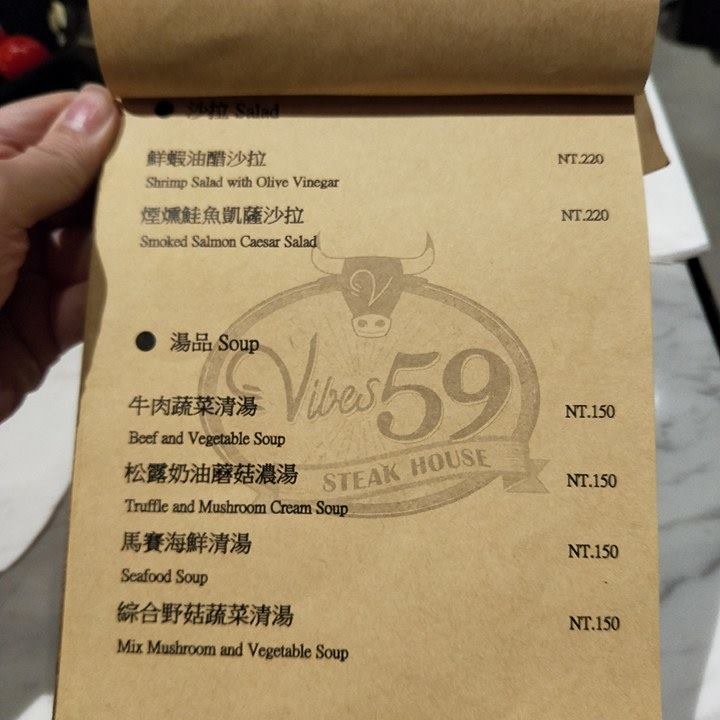 ● 沙拉 Salad
鮮蝦油醋沙拉 NT.220
Shrimp Salad with Olive Vinegar
煙燻鮭魚凱薩沙拉 NT.220
Smoked Salmon Caesar Salad
● 湯品 Soup
Vibes 59
STEAK HOUSE
牛肉蔬菜清湯 NT.150
Beef and Vegetable Soup
松露奶油蘑菇濃湯 NT.150
Truffle and Mushroom Cream Soup
馬賽海鮮清湯 NT.150
Seafood Soup
綜合野菇蔬菜清湯 NT.150
Mix Mushroom and Vegetable Soup